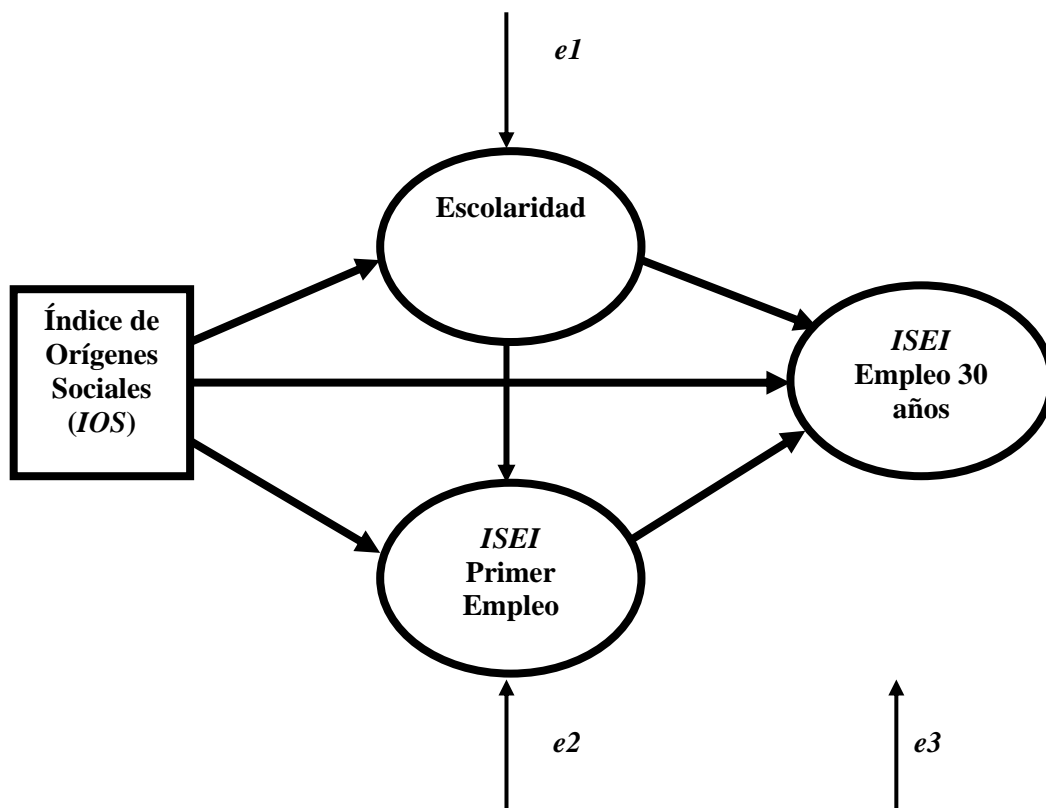 e1
Escolaridad
Índice de
Orígenes
Sociales
(IOS)
ISEI
Empleo 30
años
ISEI
Primer
Empleo
e2
e3